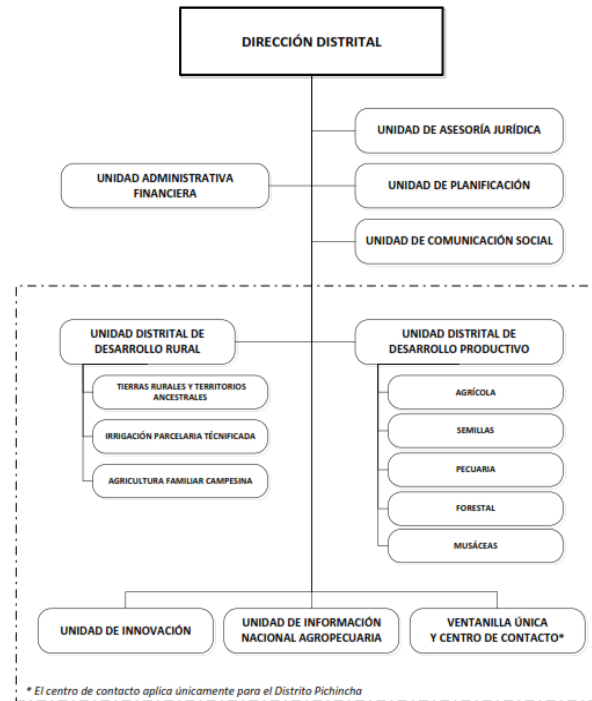 DIRECCIÓN DISTRITAL
UNIDAD DE ASESORÍA JURÍDICA
UNIDAD ADMINISTRATIVA
FINANCIERA
UNIDAD DE PLANIFICACIÓN
UNIDAD DE COMUNICACIÓN SOCIAL
UNIDAD DISTRITAL DE
DESARROLLO RURAL
TIERRAS RURALES Y TERRITORIOS
ANCESTRALES
IRRIGACIÓN PARCELARIA TÉCNIFICADA
AGRICULTURA FAMILIAR CAMPESINA
UNIDAD DISTRITAL DE
DESARROLLO PRODUCTIVO
AGRÍCOLA
SEMILLAS
PECUARIA
FORESTAL
MUSÁCEAS
UNIDAD DE INNOVACIÓN
UNIDAD DE INFORMACIÓN
NACIONAL AGROPECUARIA
VENTANILLA ÚNICA
Y CENTRO DE CONTACTO*
* El centro de contacto aplica únicamente para el Distrito Pichincha